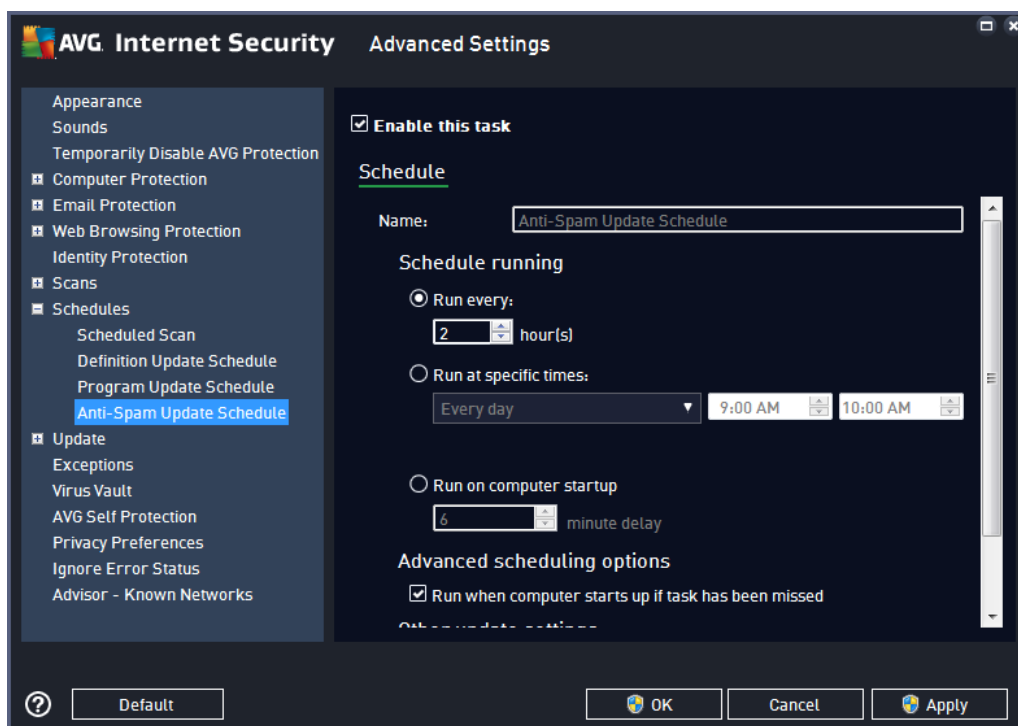 AVG. Internet Security Advanced Settings
Appearance
Sounds
Temporarily Disable AVG Protection
Computer Protection
Email Protection
Web Browsing Protection
Identity Protection
Scans
Schedules
Scheduled Scan
Definition Update Schedule
Program Update Schedule
Anti-Spam Update Schedule
Update
Exceptions
Virus Vault
AVG Self Protection
Privacy Preferences
Ignore Error Status
Advisor - Known Networks
Enable this task
Schedule
Name: Anti-Spam Update Schedule
Schedule running
Run every:
2 hour(s)
Run at specific times:
Every day 9:00 AM 10:00 AM
Run on computer startup
6 minute delay
Advanced scheduling options
Run when computer starts up if task has been missed
Other update settings
? Default OK Cancel Apply